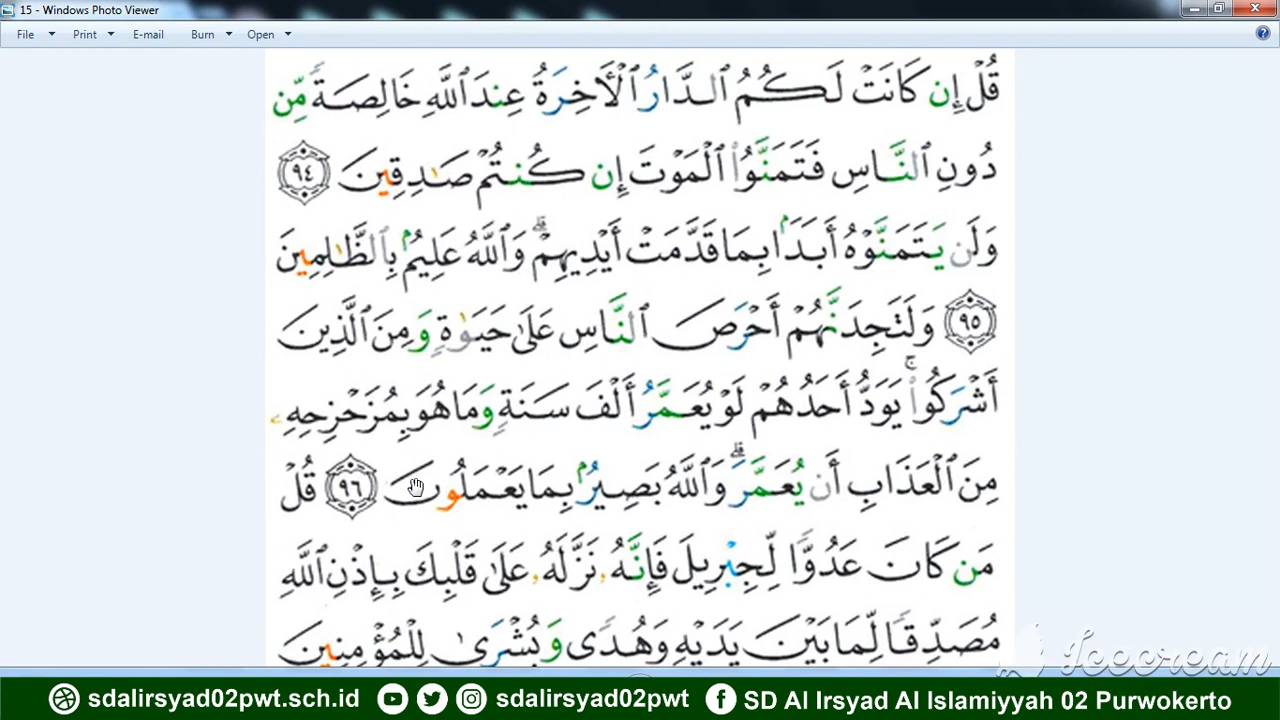 15 - Windows Photo Viewer
File Print E-mail Burn Open
قُلْ إِن كَانَتْ لَكُمُ ٱلدَّارُ ٱلْأَخِرَةُ عِندَ ٱللَّهِ خَالِصَةً مِّن
دُونِ ٱلنَّاسِ فَتَمَنَّوُا۟ ٱلْمَوْتَ إِن كُنتُمْ صَٰدِقِينَ ٩٤
وَلَن يَتَمَنَّوْهُ أَبَدَۢا بِمَا قَدَّمَتْ أَيْدِيهِمْ ۗ وَٱللَّهُ عَلِيمُۢ بِٱلظَّٰلِمِينَ
٩٥ وَلَتَجِدَنَّهُمْ أَحْرَصَ ٱلنَّاسِ عَلَىٰ حَيَوٰةٍ وَمِنَ ٱلَّذِينَ
أَشْرَكُوا۟ ۚ يَوَدُّ أَحَدُهُمْ لَوْ يُعَمَّرُ أَلْفَ سَنَةٍ وَمَا هُوَ بِمُزَحْزِحِهِۦ
مِنَ ٱلْعَذَابِ أَن يُعَمَّرَ ۗ وَٱللَّهُ بَصِيرُۢ بِمَا يَعْمَلُونَ ٩٦ قُلْ
مَن كَانَ عَدُوًّا لِّجِبْرِيلَ فَإِنَّهُۥ نَزَّلَهُۥ عَلَىٰ قَلْبِكَ بِإِذْنِ ٱللَّهِ
مُصَدِّقًا لِّمَا بَيْنَ يَدَيْهِ وَهُدًى وَبُشْرَىٰ لِلْمُؤْمِنِينَ
Icecream
sdalirsyad02pwt.sch.id sdalirsyad02pwt SD Al Irsyad Al Islamiyyah 02 Purwokerto